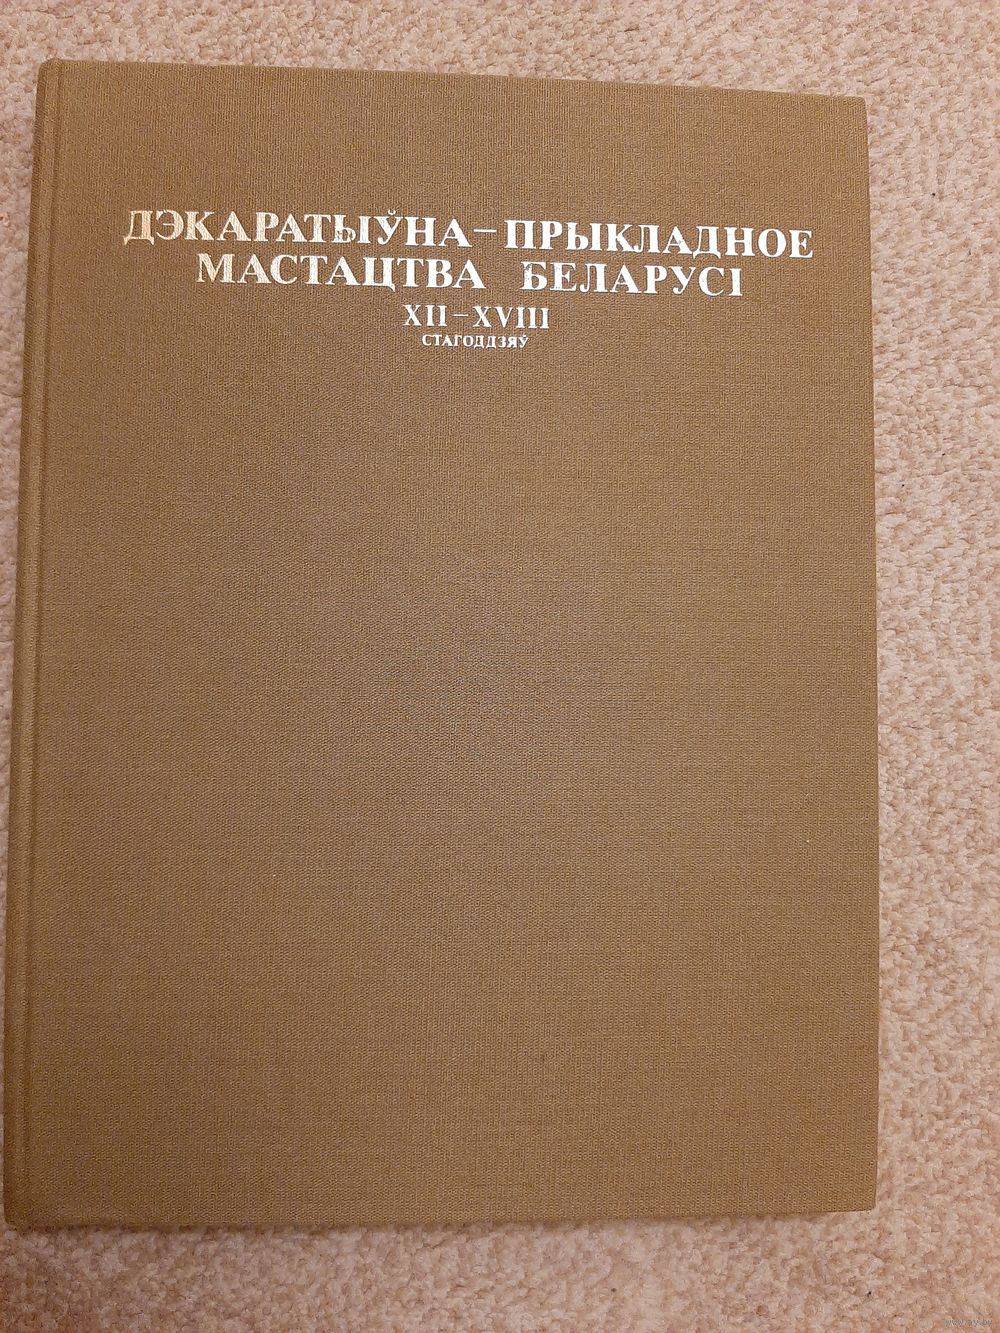 ДЭКАРАТЫЎНА–ПРЫКЛАДНОЕ
МАСТАЦТВА БЕЛАРУСІ
XII–XVIII
СТАГОДДЗЯЎ